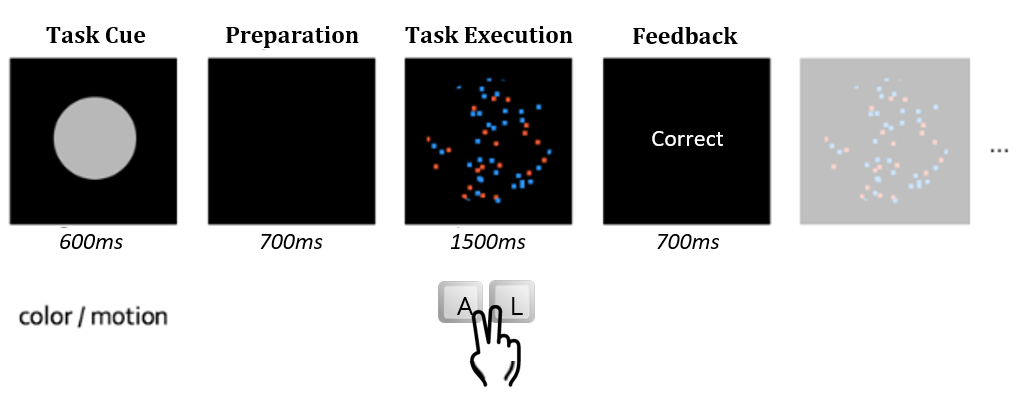 Task Cue
Preparation
Task Execution
Feedback
Correct
...
600ms
700ms
1500ms
700ms
color / motion
A
L